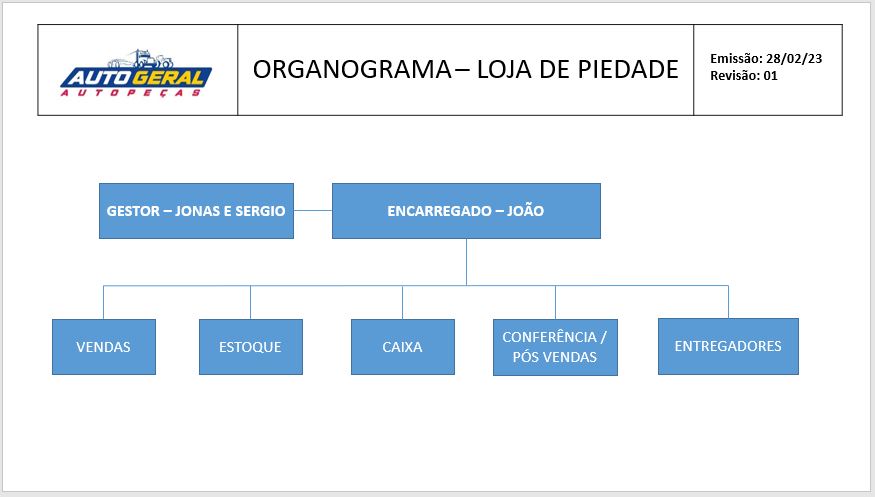 AUTO GERAL
AUTOPEÇAS
ORGANOGRAMA – LOJA DE PIEDADE
Emissão: 28/02/23
Revisão: 01
GESTOR – JONAS E SERGIO
ENCARREGADO – JOÃO
VENDAS
ESTOQUE
CAIXA
CONFERÊNCIA /
PÓS VENDAS
ENTREGADORES